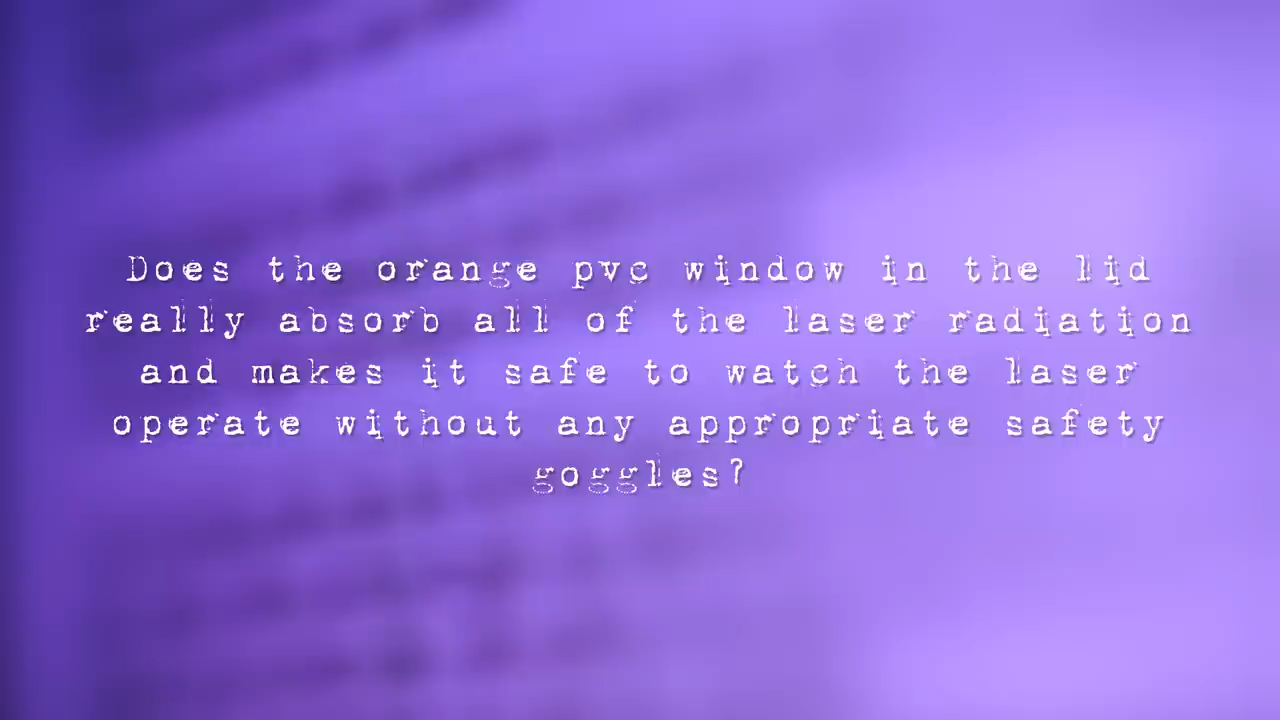 Does the orange pvc window in the lid
really absorb all of the laser radiation
and makes it safe to watch the laser
operate without any appropriate safety
goggles?